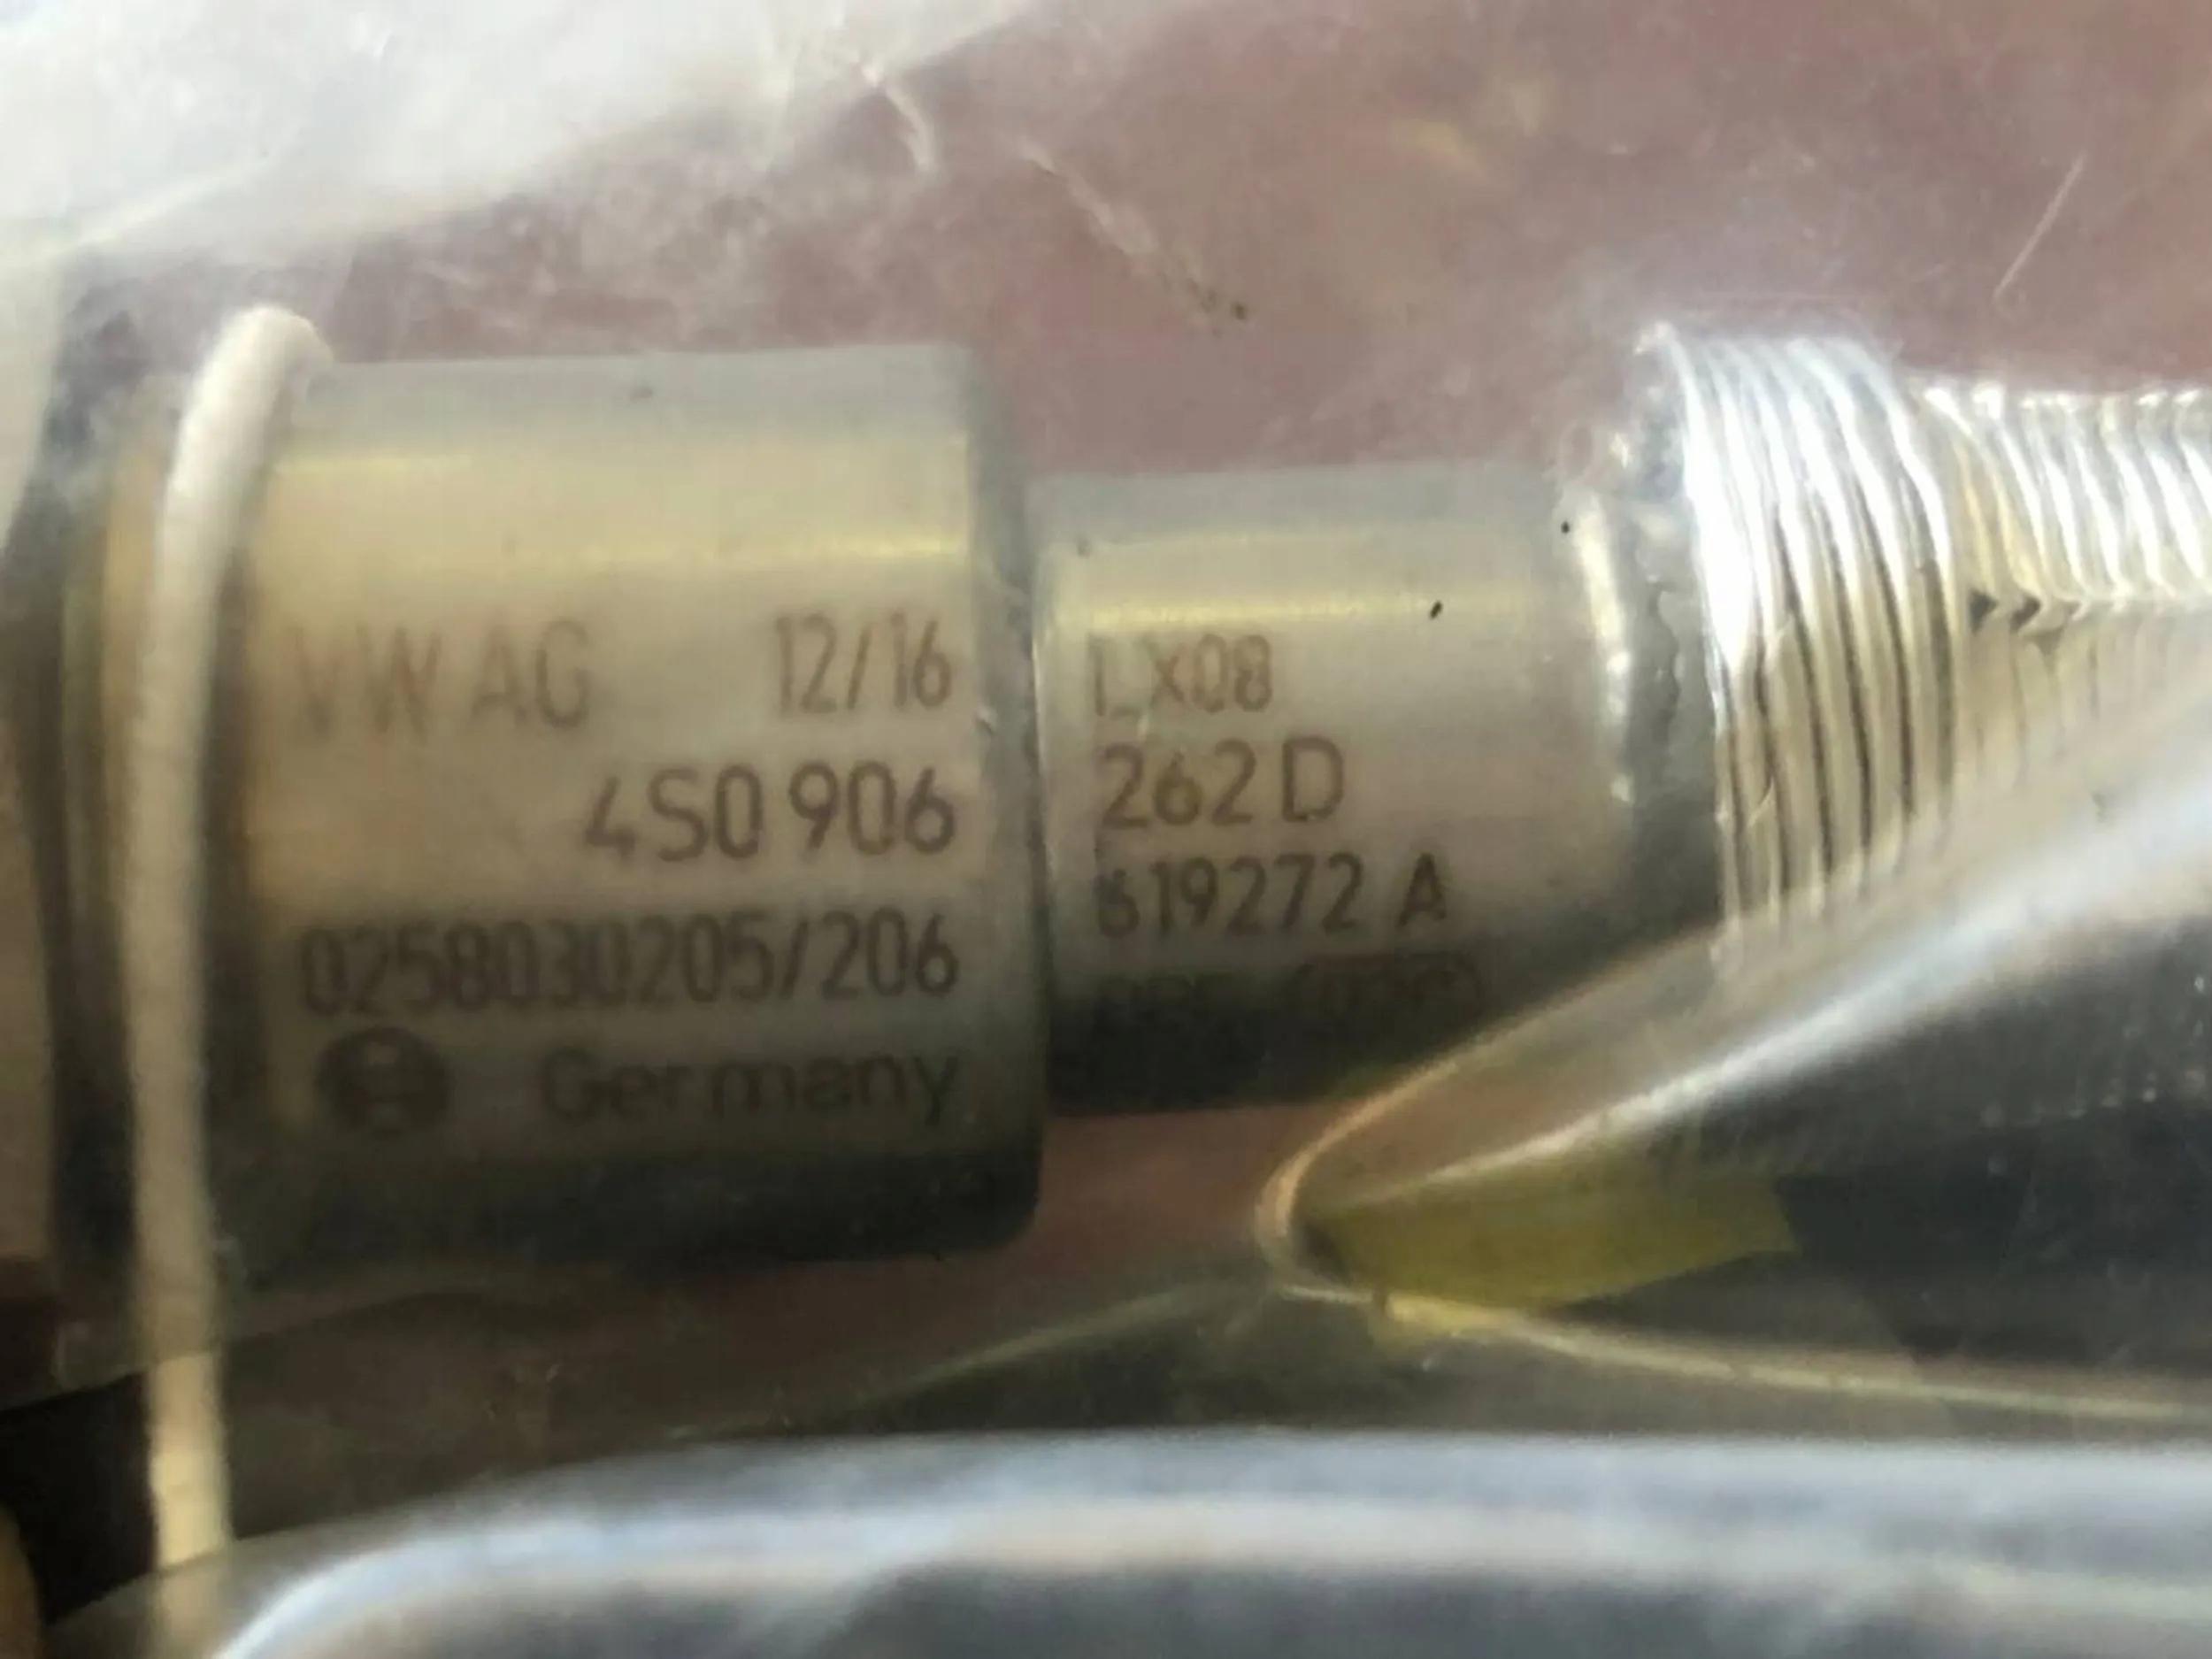 VW AG 12/16 LX08
4S0 906 262 D
0258030205/206 619272 A
Germany